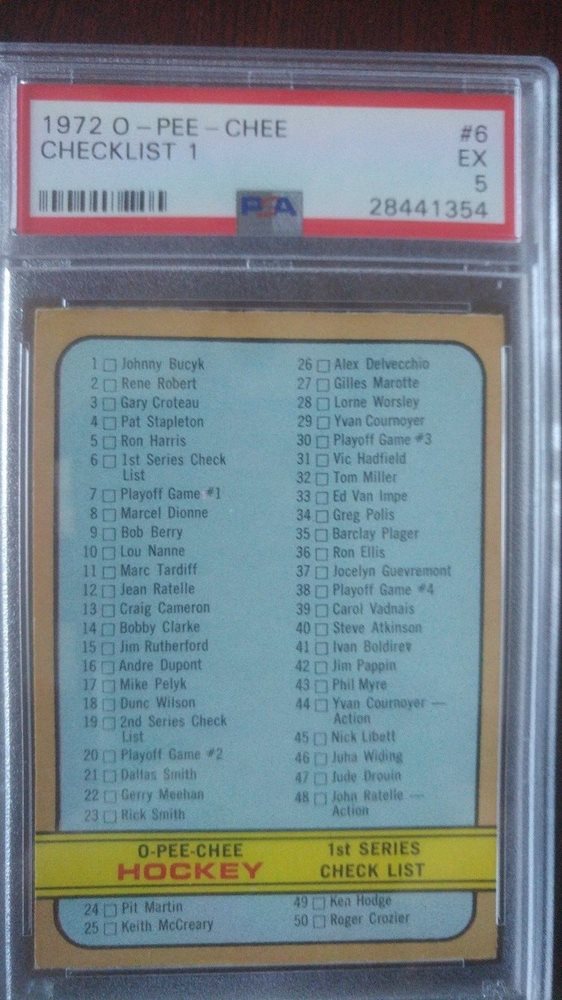 1972 O-PEE-CHEE #6
CHECKLIST 1 EX
5
PSA 28441354
1 Johnny Bucyk
2 Rene Robert
3 Gary Croteau
4 Pat Stapleton
5 Ron Harris
6 1st Series Check
List
7 Playoff Game #1
8 Marcel Dionne
9 Bob Berry
10 Lou Nanne
11 Marc Tardiff
12 Jean Ratelle
13 Craig Cameron
14 Bobby Clarke
15 Jim Rutherford
16 Andre Dupont
17 Mike Pelyk
18 Dunc Wilson
19 2nd Series Check
List
20 Playoff Game #2
21 Dallas Smith
22 Gerry Meehan
23 Rick Smith
26 Alex Delvecchio
27 Gilles Marotte
28 Lorne Worsley
29 Yvan Cournoyer
30 Playoff Game #3
31 Vic Hadfield
32 Tom Miller
33 Ed Van Impe
34 Greg Polis
35 Barclay Plager
36 Ron Ellis
37 Jocelyn Guevremont
38 Playoff Game #4
39 Carol Vadnais
40 Steve Atkinson
41 Ivan Boldirev
42 Jim Pappin
43 Phil Myre
44 Yvan Cournoyer —
Action
45 Nick Libett
46 Juha Widing
47 Jude Drouin
48 John Ratelle —
Action
O-PEE-CHEE
HOCKEY
1st SERIES
CHECK LIST
24 Pit Martin
25 Keith McCreary
49 Ken Hodge
50 Roger Crozier